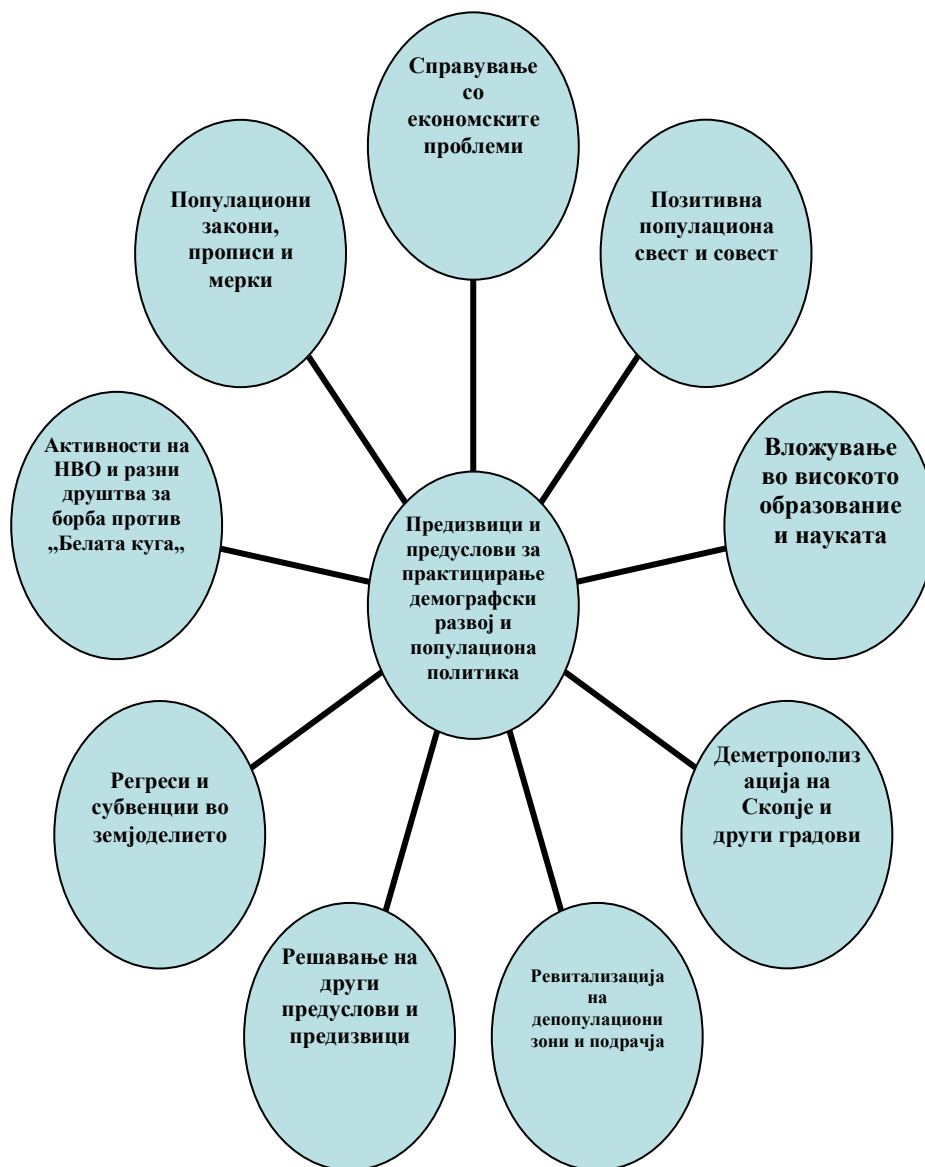 Справување
со
економските
проблеми
Позитивна
популациона
свест и совест
Вложување
во високото
образование
и науката
Деметрополиз
ација на
Скопје и
други градови
Ревитализација
на
депопулациони
зони и подрачја
Решавање на
други
предуслови и
предизвици
Регреси и
субвенции во
земјоделието
Активности на
НВО и разни
друштва за
борба против
„Белата куга„
Популациони
закони,
прописи и
мерки
Предизвици и
предуслови за
практицирање
демографски
развој и
популациона
политика